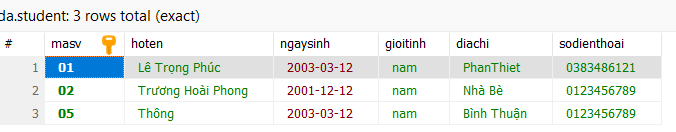 da.student: 3 rows total (exact)
# masv hoten ngaysinh gioitinh diachi sodienthoai
1 01 Lê Trọng Phúc 2003-03-12 nam PhanThiet 0383486121
2 02 Trương Hoài Phong 2001-12-12 nam Nhà Bè 0123456789
3 05 Thông 2003-03-12 nam Bình Thuận 0123456789